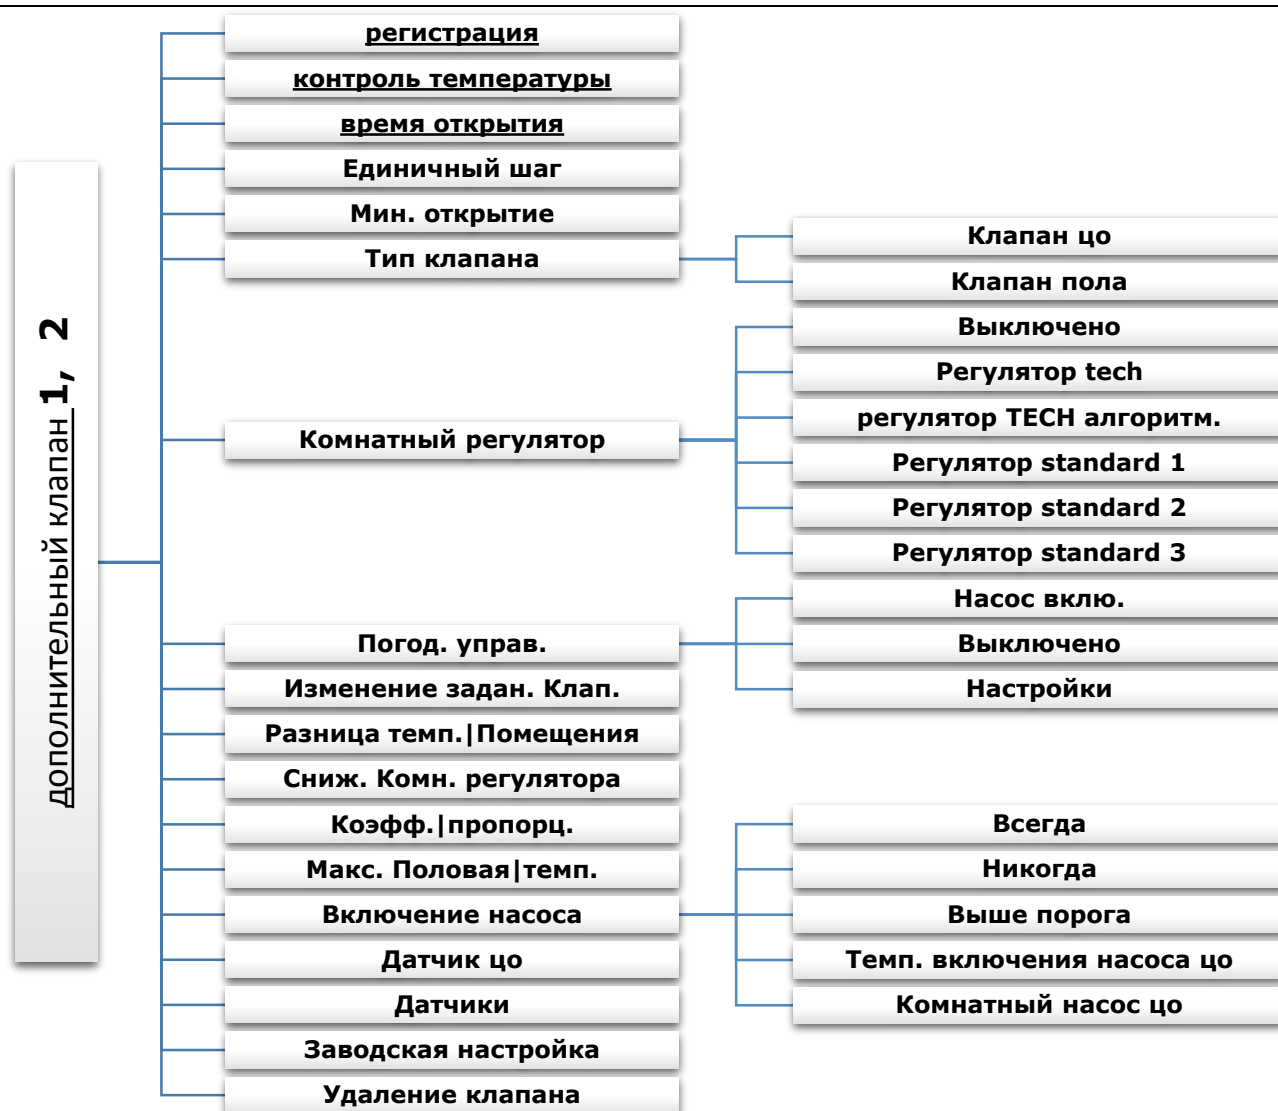 дополнительный клапан 1, 2
регистрация
контроль температуры
время открытия
Единичный шаг
Мин. открытие
Тип клапана
Клапан цо
Клапан пола
Комнатный регулятор
Выключено
Регулятор tech
регулятор TECH алгоритм.
Регулятор standard 1
Регулятор standard 2
Регулятор standard 3
Погод. управ.
Насос вклю.
Выключено
Настройки
Изменение задан. Клап.
Разница темп.|Помещения
Сниж. Комн. регулятора
Коэфф.|пропорц.
Макс. Половая|темп.
Включение насоса
Всегда
Никогда
Выше порога
Темп. включения насоса цо
Комнатный насос цо
Датчик цо
Датчики
Заводская настройка
Удаление клапана